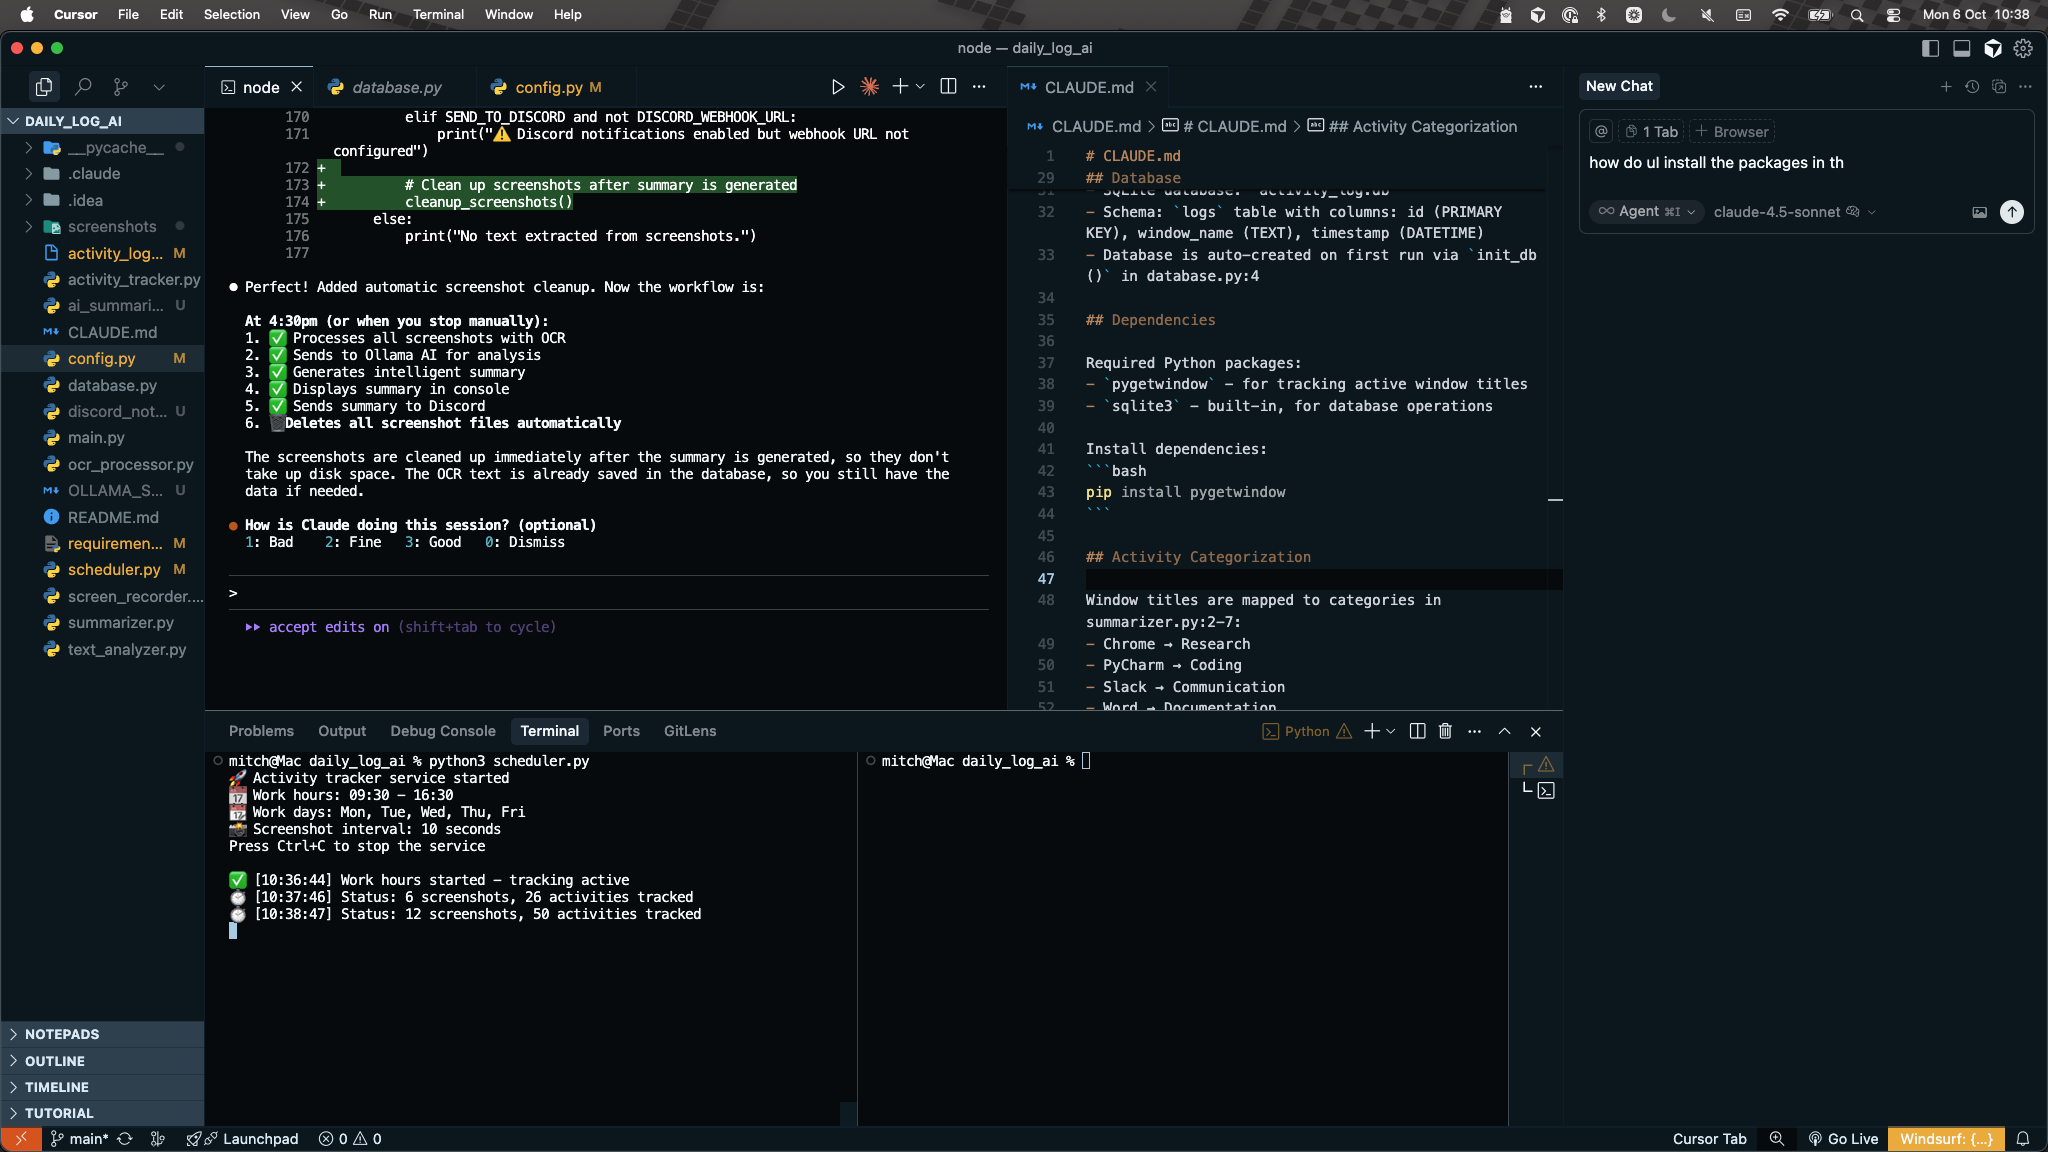 Cursor File Edit Selection View Go Run Terminal Window Help
Mon 6 Oct 10:38
node — daily_log_ai
DAILY_LOG_AI
__pycache__
.claude
.idea
screenshots
activity_log... M
activity_tracker.py
ai_summari... U
CLAUDE.md
config.py M
database.py
discord_not... U
main.py
ocr_processor.py
OLLAMA_S... U
README.md
requiremen... M
scheduler.py M
screen_recorder....
summarizer.py
text_analyzer.py
NOTEPADS
OUTLINE
TIMELINE
TUTORIAL
node
database.py
config.py M
170 elif SEND_TO_DISCORD and not DISCORD_WEBHOOK_URL:
171 print("⚠️ Discord notifications enabled but webhook URL not
configured")
172 +
173 + # Clean up screenshots after summary is generated
174 + cleanup_screenshots()
175 else:
176 print("No text extracted from screenshots.")
177
● Perfect! Added automatic screenshot cleanup. Now the workflow is:
At 4:30pm (or when you stop manually):
1. ✅ Processes all screenshots with OCR
2. ✅ Sends to Ollama AI for analysis
3. ✅ Generates intelligent summary
4. ✅ Displays summary in console
5. ✅ Sends summary to Discord
6. 🗑️Deletes all screenshot files automatically
The screenshots are cleaned up immediately after the summary is generated, so they don't
take up disk space. The OCR text is already saved in the database, so you still have the
data if needed.
● How is Claude doing this session? (optional)
1: Bad 2: Fine 3: Good 0: Dismiss
>
⏵⏵ accept edits on (shift+tab to cycle)
CLAUDE.md
CLAUDE.md > # CLAUDE.md > ## Activity Categorization
1 # CLAUDE.md
29 ## Database
31 - SQLite database: `activity_log.db`
32 - Schema: `logs` table with columns: id (PRIMARY
KEY), window_name (TEXT), timestamp (DATETIME)
33 - Database is auto-created on first run via `init_db
()` in database.py:4
34
35 ## Dependencies
36
37 Required Python packages:
38 - `pygetwindow` - for tracking active window titles
39 - `sqlite3` - built-in, for database operations
40
41 Install dependencies:
42 ```bash
43 pip install pygetwindow
44 ```
45
46 ## Activity Categorization
47
48 Window titles are mapped to categories in
summarizer.py:2-7:
49 - Chrome → Research
50 - PyCharm → Coding
51 - Slack → Communication
52 - Word → Documentation
New Chat
@ 1 Tab + Browser
how do uI install the packages in th
∞ Agent ⌘I claude-4.5-sonnet
Problems Output Debug Console Terminal Ports GitLens
Python
mitch@Mac daily_log_ai % python3 scheduler.py
🚀 Activity tracker service started
📅 Work hours: 09:30 - 16:30
📆 Work days: Mon, Tue, Wed, Thu, Fri
📸 Screenshot interval: 10 seconds
Press Ctrl+C to stop the service
✅ [10:36:44] Work hours started - tracking active
⏱️ [10:37:46] Status: 6 screenshots, 26 activities tracked
⏱️ [10:38:47] Status: 12 screenshots, 50 activities tracked
mitch@Mac daily_log_ai %
main* Launchpad 0 0
Cursor Tab Go Live Windsurf: {...}